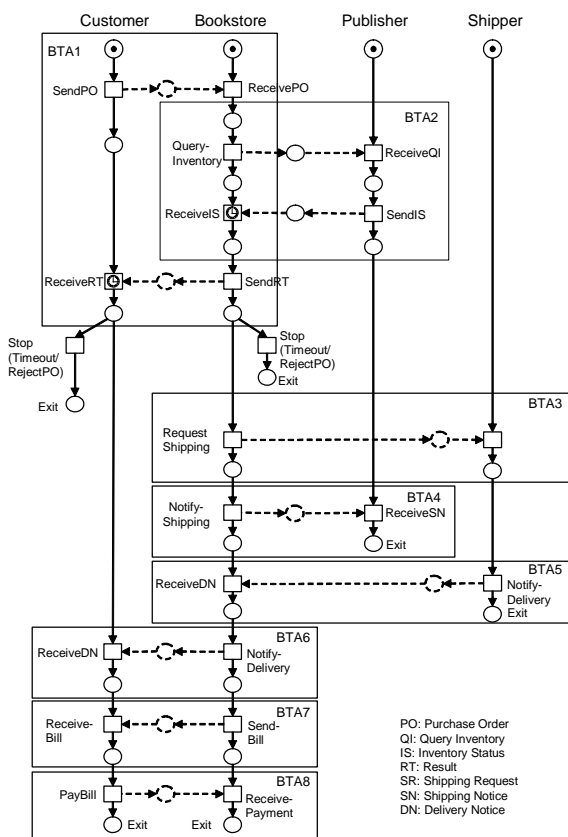 Customer Bookstore Publisher Shipper
BTA1
SendPO
ReceivePO
BTA2
Query-
Inventory
ReceiveQI
ReceiveIS
SendIS
ReceiveRT
SendRT
Stop
(Timeout/
RejectPO)
Exit
Stop
(Timeout/
RejectPO)
Exit
BTA3
Request
Shipping
BTA4
Notify-
Shipping
ReceiveSN
Exit
BTA5
ReceiveDN
Notify-
Delivery
Exit
BTA6
ReceiveDN
Notify-
Delivery
BTA7
Receive-
Bill
Send-
Bill
BTA8
PayBill
Receive-
Payment
Exit
Exit
PO: Purchase Order
QI: Query Inventory
IS: Inventory Status
RT: Result
SR: Shipping Request
SN: Shipping Notice
DN: Delivery Notice